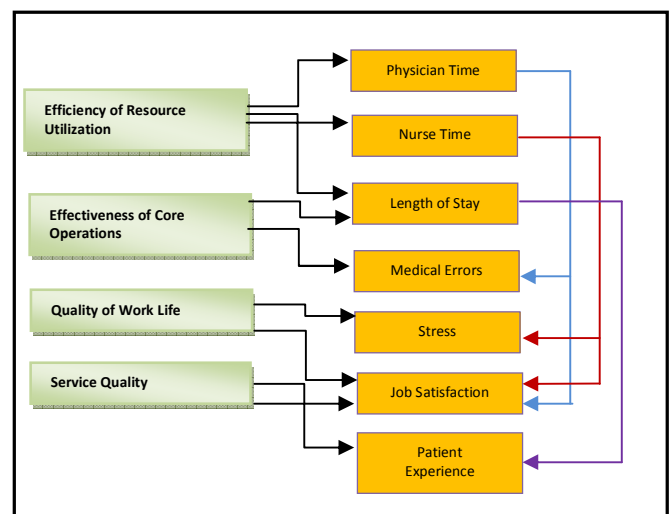 Efficiency of Resource
Utilization
Effectiveness of Core
Operations
Quality of Work Life
Service Quality
Physician Time
Nurse Time
Length of Stay
Medical Errors
Stress
Job Satisfaction
Patient
Experience